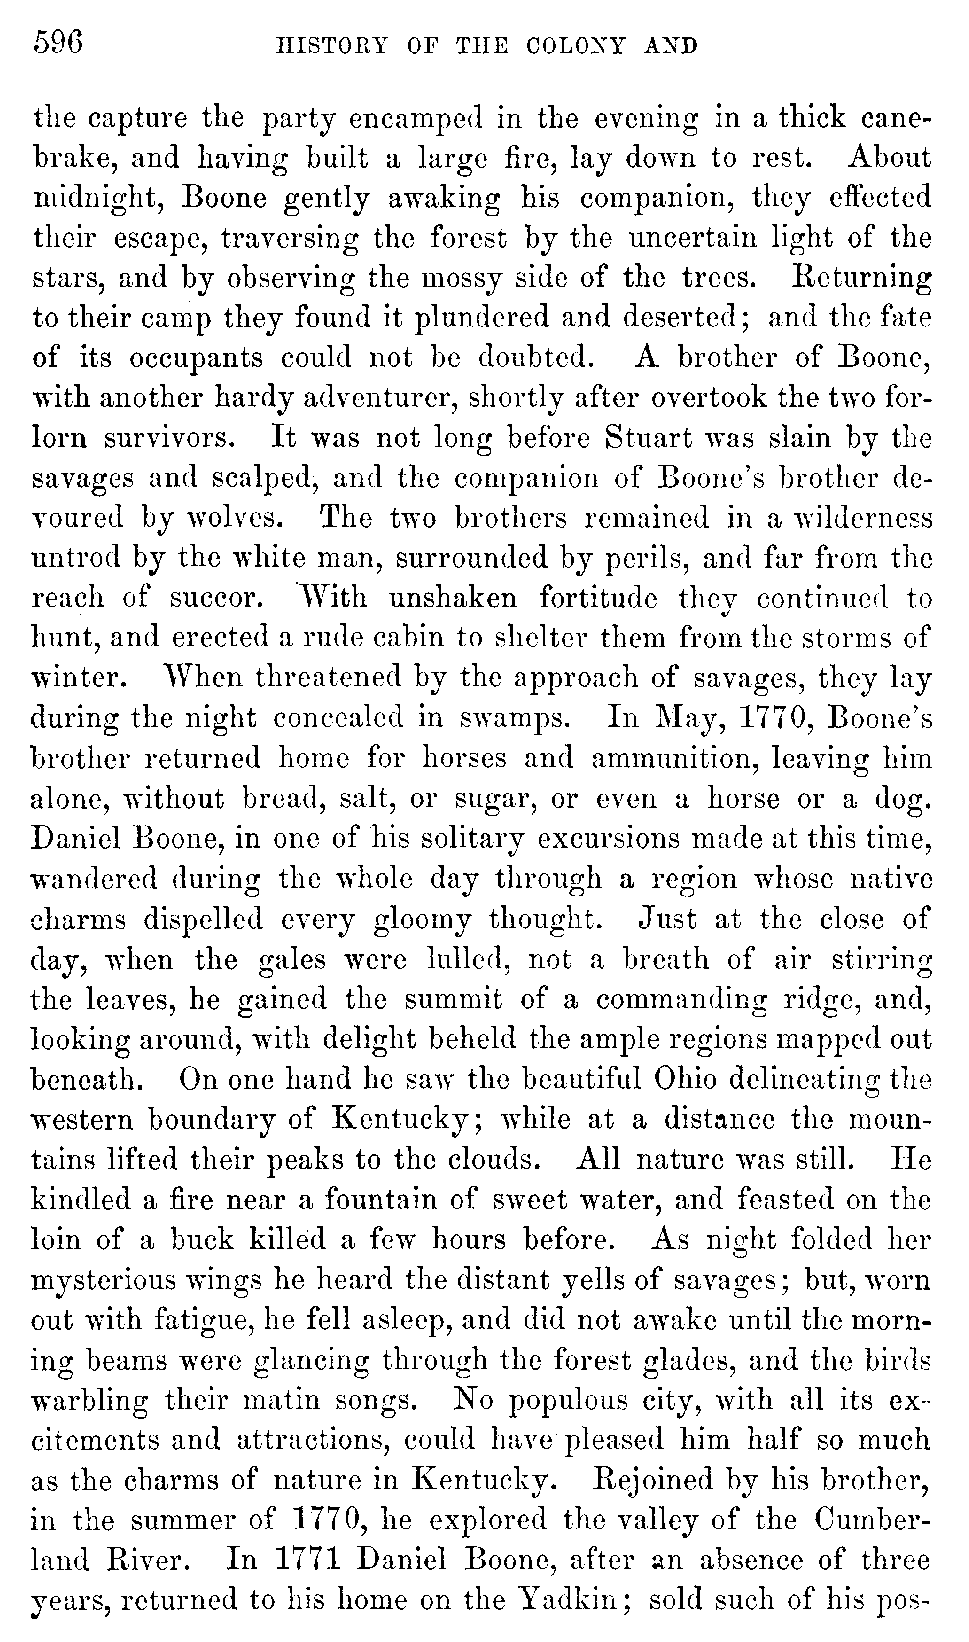 596 HISTORY OF THE COLONY AND
the capture the party encamped in the evening in a thick cane-
brake, and having built a large fire, lay down to rest. About
midnight, Boone gently awaking his companion, they effected
their escape, traversing the forest by the uncertain light of the
stars, and by observing the mossy side of the trees. Returning
to their camp they found it plundered and deserted; and the fate
of its occupants could not be doubted. A brother of Boone,
with another hardy adventurer, shortly after overtook the two for-
lorn survivors. It was not long before Stuart was slain by the
savages and scalped, and the companion of Boone's brother de-
voured by wolves. The two brothers remained in a wilderness
untrod by the white man, surrounded by perils, and far from the
reach of succor. With unshaken fortitude they continued to
hunt, and erected a rude cabin to shelter them from the storms of
winter. When threatened by the approach of savages, they lay
during the night concealed in swamps. In May, 1770, Boone's
brother returned home for horses and ammunition, leaving him
alone, without bread, salt, or sugar, or even a horse or a dog.
Daniel Boone, in one of his solitary excursions made at this time,
wandered during the whole day through a region whose native
charms dispelled every gloomy thought. Just at the close of
day, when the gales were lulled, not a breath of air stirring
the leaves, he gained the summit of a commanding ridge, and,
looking around, with delight beheld the ample regions mapped out
beneath. On one hand he saw the beautiful Ohio delineating the
western boundary of Kentucky; while at a distance the moun-
tains lifted their peaks to the clouds. All nature was still. He
kindled a fire near a fountain of sweet water, and feasted on the
loin of a buck killed a few hours before. As night folded her
mysterious wings he heard the distant yells of savages; but, worn
out with fatigue, he fell asleep, and did not awake until the morn-
ing beams were glancing through the forest glades, and the birds
warbling their matin songs. No populous city, with all its ex-
citements and attractions, could have pleased him half so much
as the charms of nature in Kentucky. Rejoined by his brother,
in the summer of 1770, he explored the valley of the Cumber-
land River. In 1771 Daniel Boone, after an absence of three
years, returned to his home on the Yadkin; sold such of his pos-